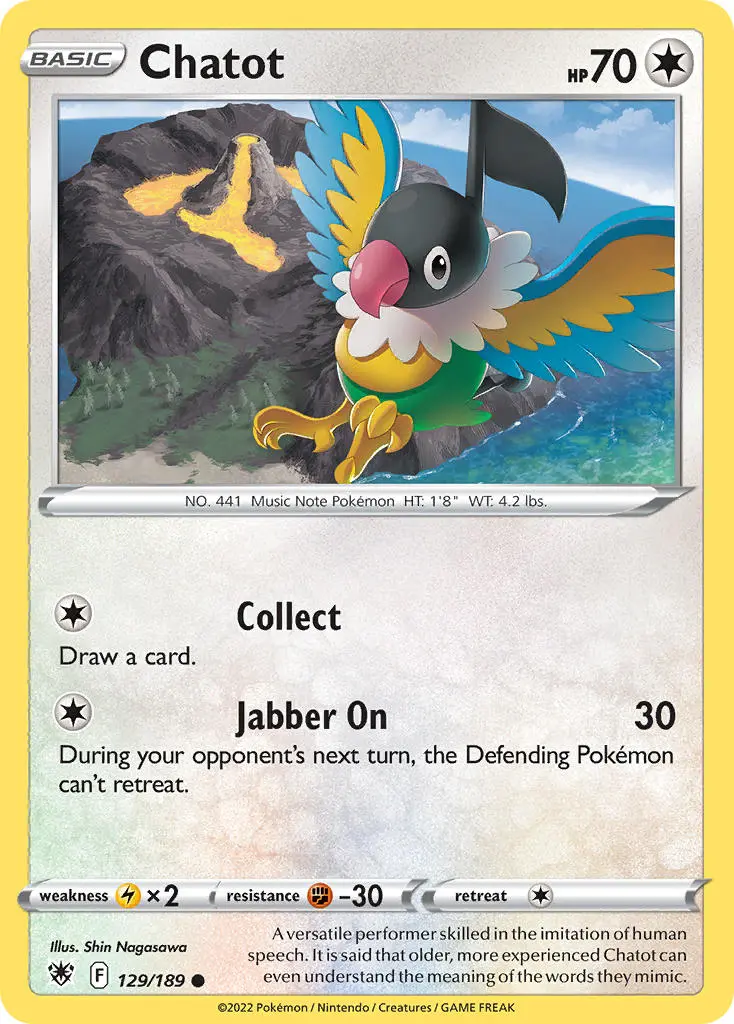 BASIC Chatot HP 70
NO. 441 Music Note Pokémon HT: 1'8" WT: 4.2 lbs.
Collect
Draw a card.
Jabber On 30
During your opponent's next turn, the Defending Pokémon
can't retreat.
weakness ×2 resistance -30 retreat
Illus. Shin Nagasawa
A versatile performer skilled in the imitation of human
speech. It is said that older, more experienced Chatot can
even understand the meaning of the words they mimic.
F 129/189
©2022 Pokémon / Nintendo / Creatures / GAME FREAK